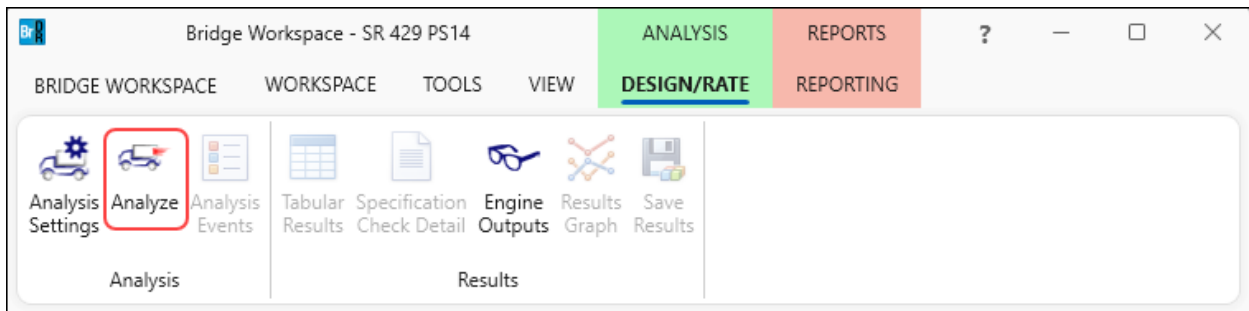 Br Bridge Workspace - SR 429 PS14 ANALYSIS REPORTS ?
BRIDGE WORKSPACE WORKSPACE TOOLS VIEW DESIGN/RATE REPORTING
Analysis Settings
Analyze
Analysis Events
Tabular Results
Specification Check Detail
Engine Outputs
Results Graph
Save Results
Analysis Results